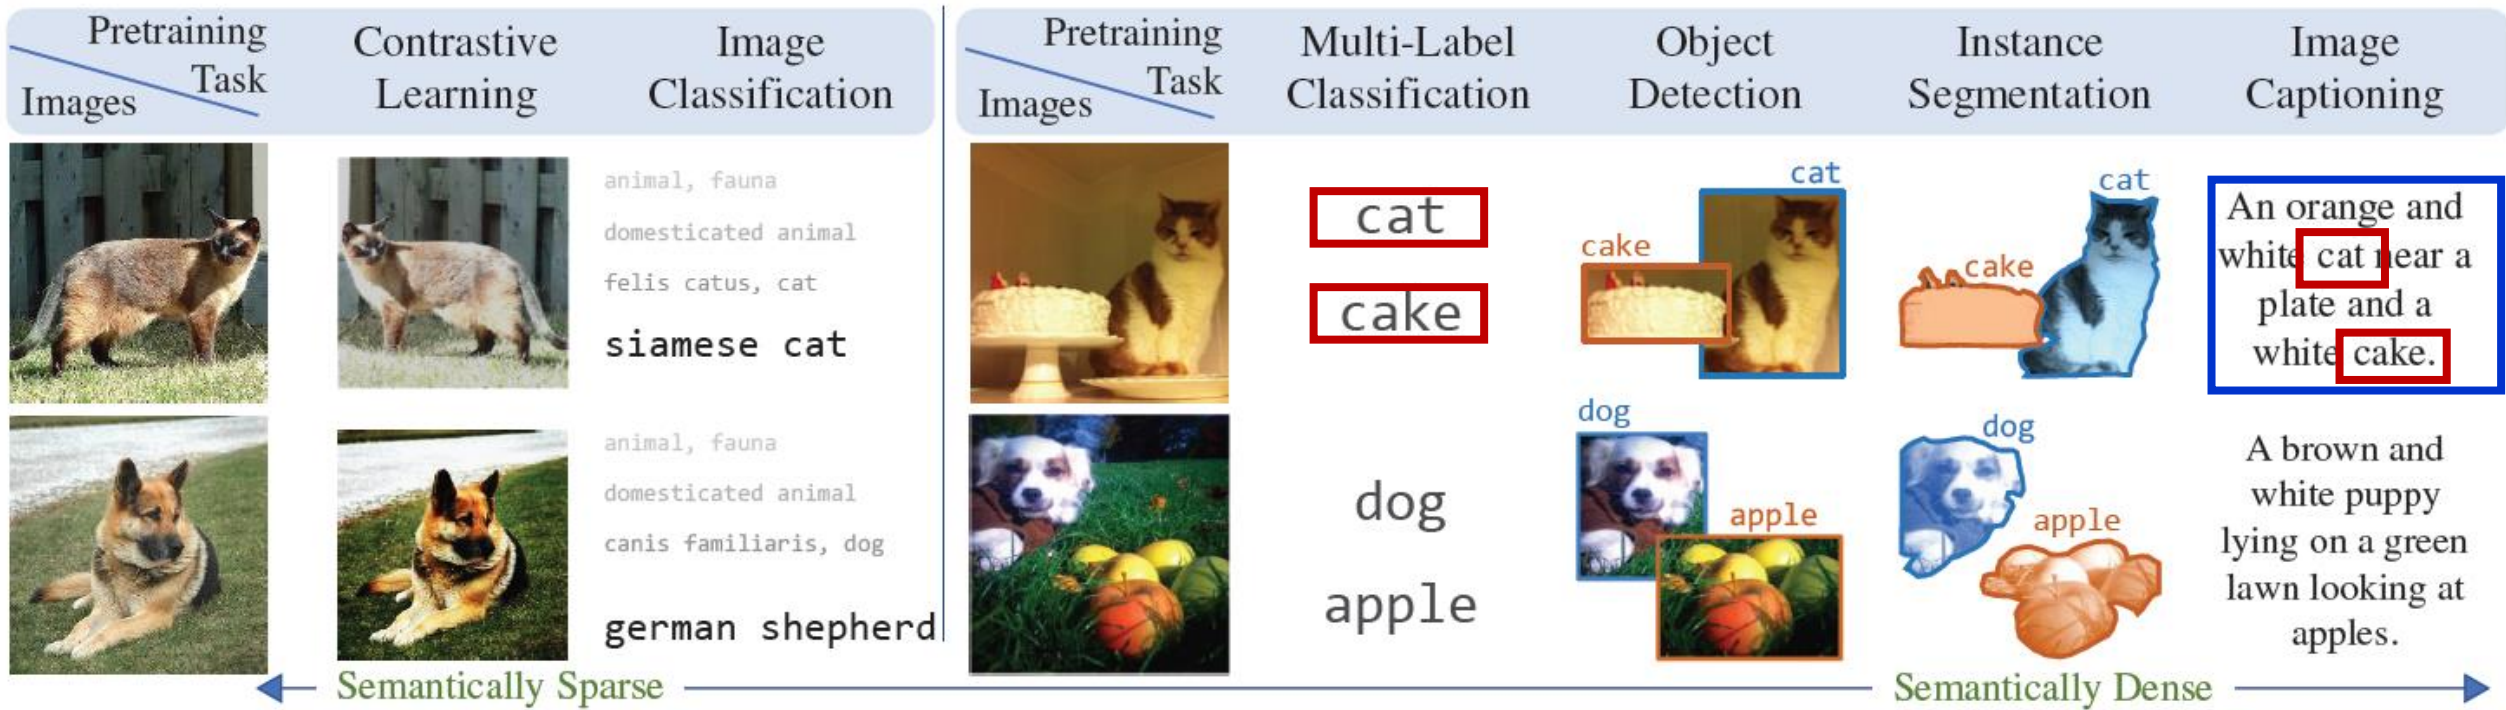 Pretraining
Task
Images
Contrastive
Learning
Image
Classification
Pretraining
Task
Images
Multi-Label
Classification
Object
Detection
Instance
Segmentation
Image
Captioning
animal, fauna
domesticated animal
felis catus, cat
siamese cat
cat
cake
cat
cake
cat
cake
An orange and
white cat near a
plate and a
white cake.
animal, fauna
domesticated animal
canis familiaris, dog
german shepherd
dog
apple
dog
apple
dog
apple
A brown and
white puppy
lying on a green
lawn looking at
apples.
Semantically Sparse
Semantically Dense